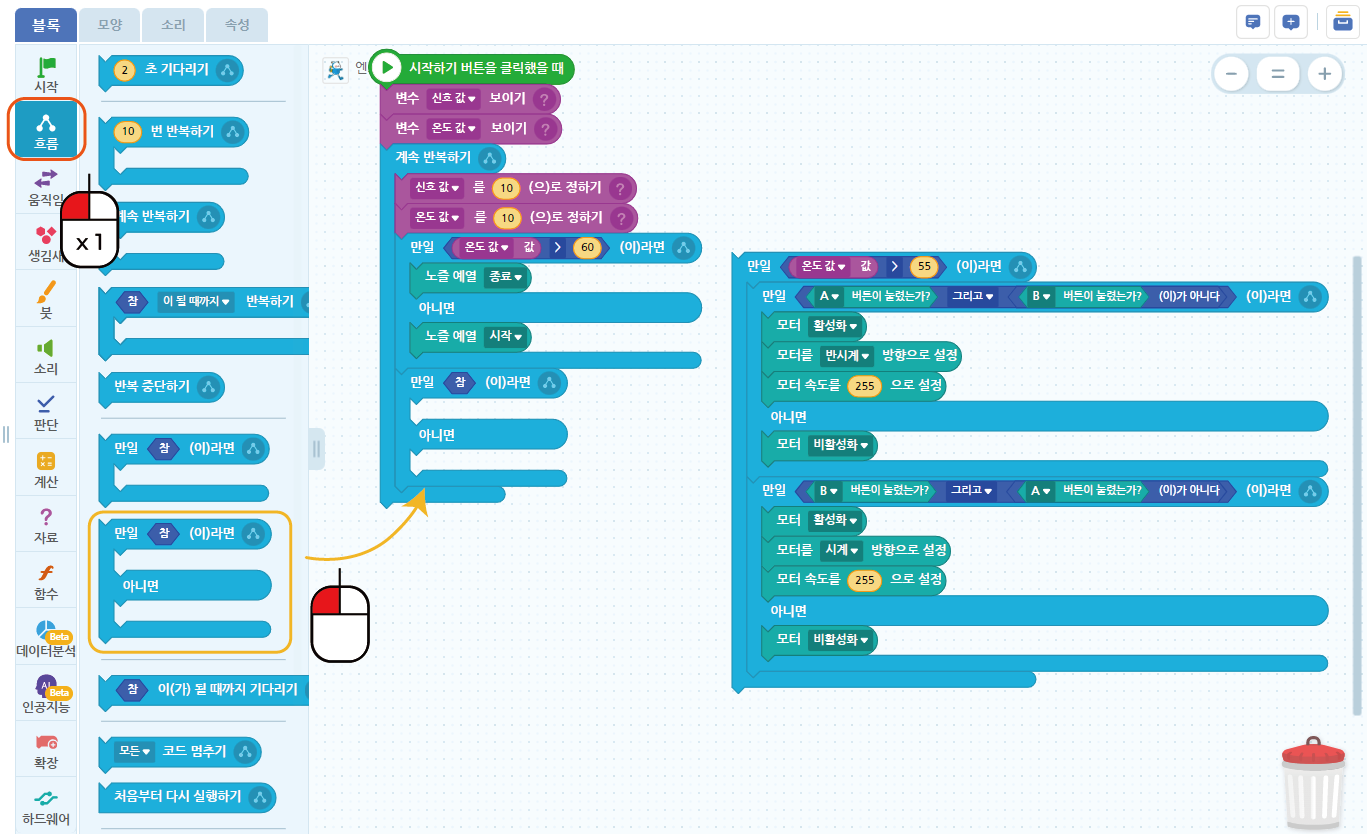 블록
모양
소리
속성
시작
흐름
움직임
생김새
붓
소리
판단
계산
자료
함수
Beta
데이터분석
AI
Beta
인공지능
확장
하드웨어
2 초 기다리기
10 번 반복하기
계속 반복하기
x 1
참 이 될 때까지 반복하기
반복 중단하기
만일 참 (이)라면
만일 참 (이)라면
아니면
참 이(가) 될 때까지 기다리기
모든 코드 멈추기
처음부터 다시 실행하기
엔
시작하기 버튼을 클릭했을 때
변수 신호 값 보이기 ?
변수 온도 값 보이기 ?
계속 반복하기
신호 값 를 10 (으)로 정하기 ?
온도 값 를 10 (으)로 정하기 ?
만일 온도 값 값 > 60 (이)라면
노즐 예열 종료
아니면
노즐 예열 시작
만일 참 (이)라면
아니면
만일 온도 값 값 > 55 (이)라면
만일 A 버튼이 눌렸는가? 그리고 B 버튼이 눌렸는가? (이)가 아니다 (이)라면
모터 활성화
모터를 반시계 방향으로 설정
모터 속도를 255 으로 설정
아니면
모터 비활성화
만일 B 버튼이 눌렸는가? 그리고 A 버튼이 눌렸는가? (이)가 아니다 (이)라면
모터 활성화
모터를 시계 방향으로 설정
모터 속도를 255 으로 설정
아니면
모터 비활성화